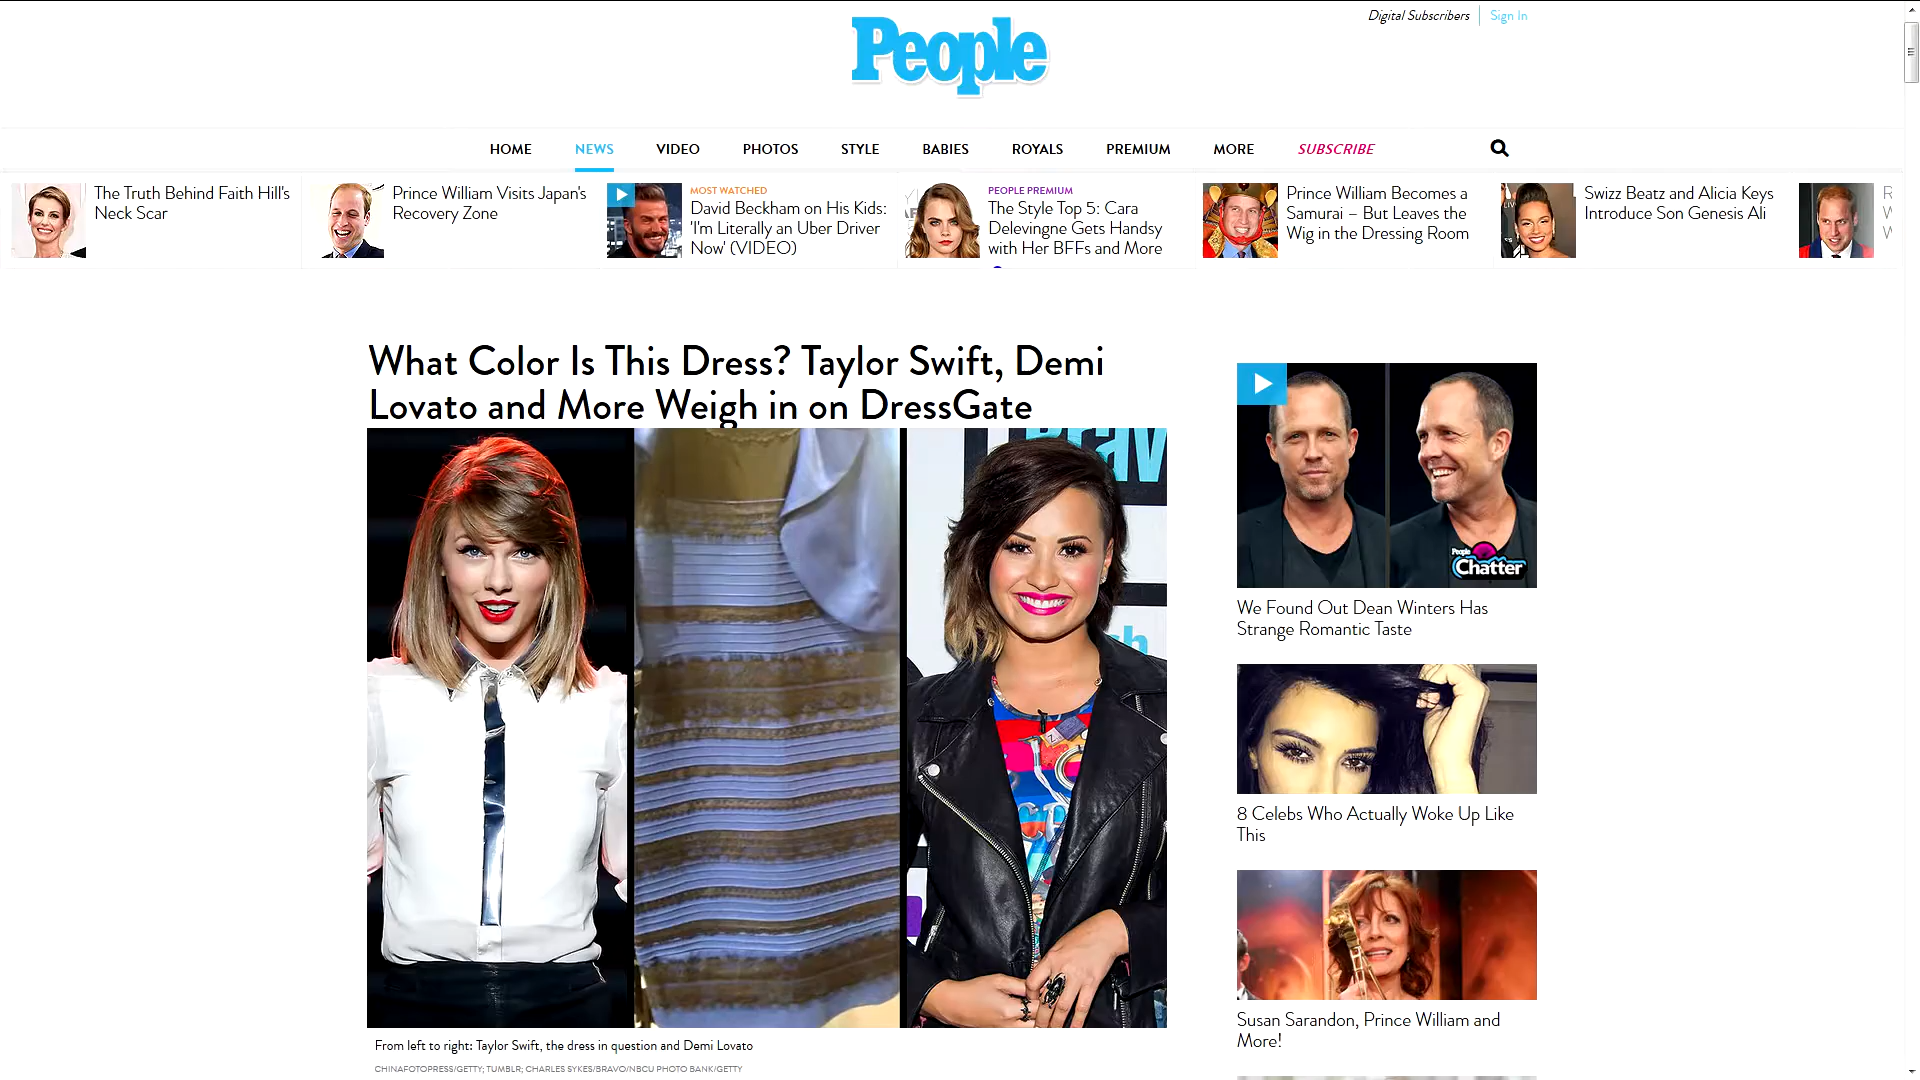 Digital Subscribers
Sign In
People
HOME
NEWS
VIDEO
PHOTOS
STYLE
BABIES
ROYALS
PREMIUM
MORE
SUBSCRIBE
The Truth Behind Faith Hill's
Neck Scar
Prince William Visits Japan's
Recovery Zone
MOST WATCHED
David Beckham on His Kids:
'I'm Literally an Uber Driver
Now' (VIDEO)
PEOPLE PREMIUM
The Style Top 5: Cara
Delevingne Gets Handsy
with Her BFFs and More
Prince William Becomes a
Samurai – But Leaves the
Wig in the Dressing Room
Swizz Beatz and Alicia Keys
Introduce Son Genesis Ali
R
W
W
What Color Is This Dress? Taylor Swift, Demi
Lovato and More Weigh in on DressGate
From left to right: Taylor Swift, the dress in question and Demi Lovato
CHINAFOTOPRESS/GETTY; TUMBLR; CHARLES SYKES/BRAVO/NBCU PHOTO BANK/GETTY
People
Chatter
We Found Out Dean Winters Has
Strange Romantic Taste
8 Celebs Who Actually Woke Up Like
This
Susan Sarandon, Prince William and
More!